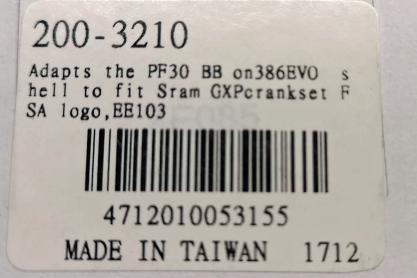 200-3210
Adapts the PF30 BB on386EVO s
hell to fit Sram GXPcrankset F
SA logo,EE103
4712010053155
MADE IN TAIWAN 1712